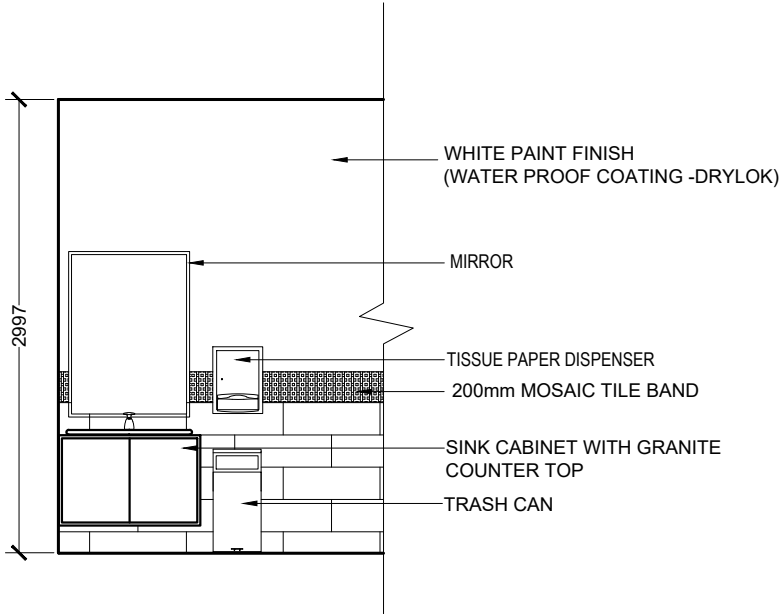 WHITE PAINT FINISH
(WATER PROOF COATING -DRYLOK)
MIRROR
2997
TISSUE PAPER DISPENSER
200mm MOSAIC TILE BAND
SINK CABINET WITH GRANITE
COUNTER TOP
TRASH CAN